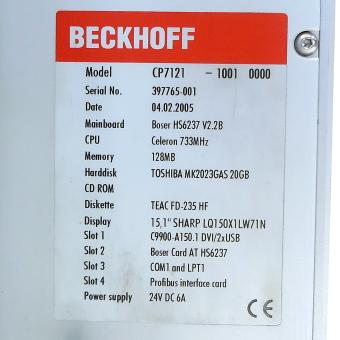 BECKHOFF
Model CP7121 - 1001 0000
Serial No. 397765-001
Date 04.02.2005
Mainboard Boser HS6237 V2.2B
CPU Celeron 733MHz
Memory 128MB
Harddisk TOSHIBA MK2023GAS 20GB
CD ROM
Diskette TEAC FD-235 HF
Display 15,1" SHARP LQ150X1LW71N
Slot 1 C9900-A150.1 DVI/2xUSB
Slot 2 Boser Card AT HS6237
Slot 3 COM1 and LPT1
Slot 4 Profibus interface card
Power supply 24V DC 6A
CE